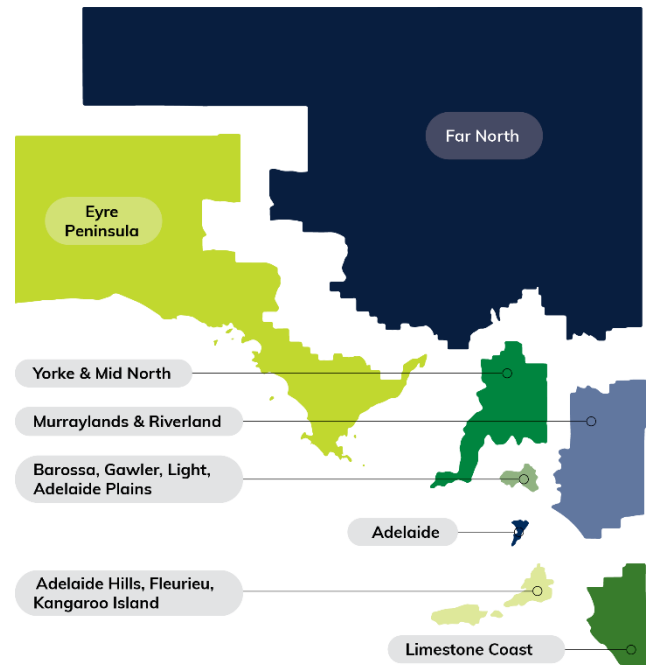 Far North
Eyre
Peninsula
Yorke & Mid North
Murraylands & Riverland
Barossa, Gawler, Light,
Adelaide Plains
Adelaide
Adelaide Hills, Fleurieu,
Kangaroo Island
Limestone Coast